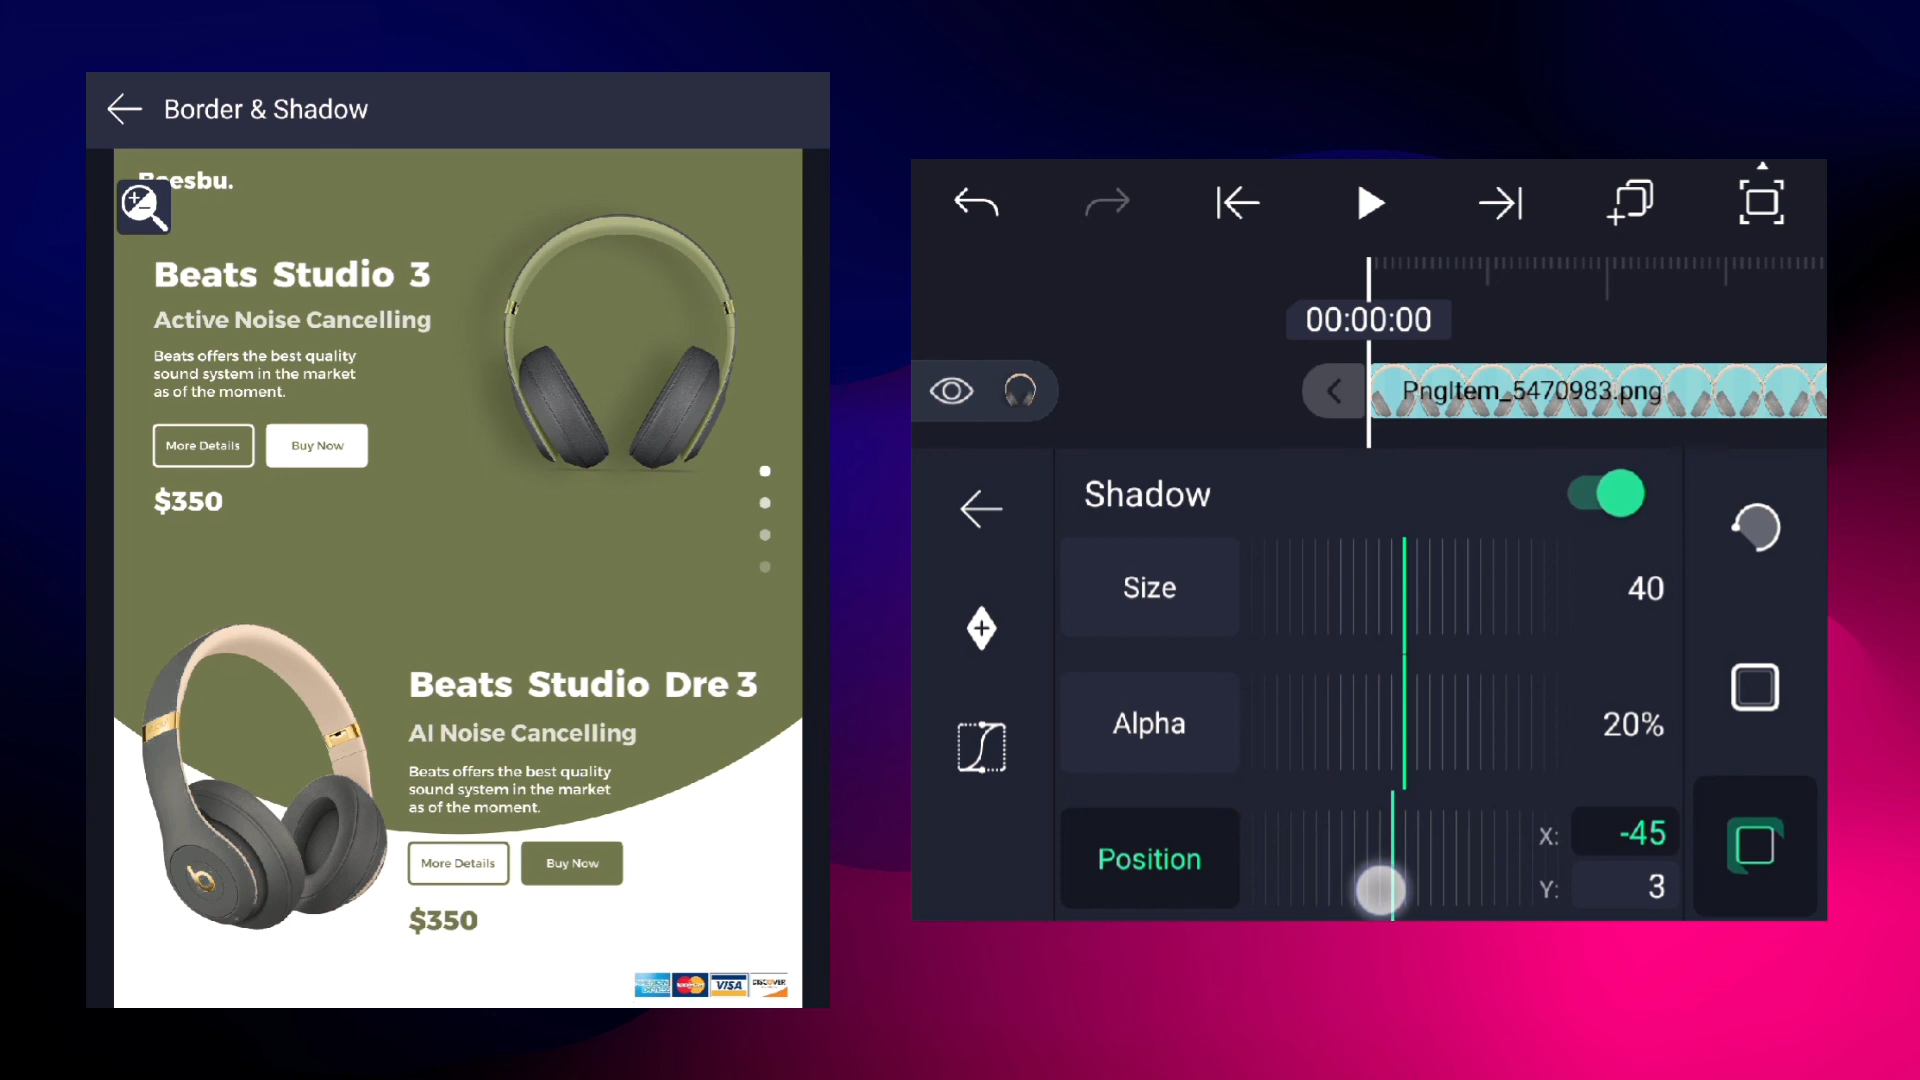 Border & Shadow
Beesbu.
Beats Studio 3
Active Noise Cancelling
Beats offers the best quality
sound system in the market
as of the moment.
More Details
Buy Now
$350
Beats Studio Dre 3
AI Noise Cancelling
Beats offers the best quality
sound system in the market
as of the moment.
More Details
Buy Now
$350
VISA
DISCOVER
00:00:00
PngItem_5470983.png
Shadow
Size
40
Alpha
20%
Position
X:
-45
Y:
3